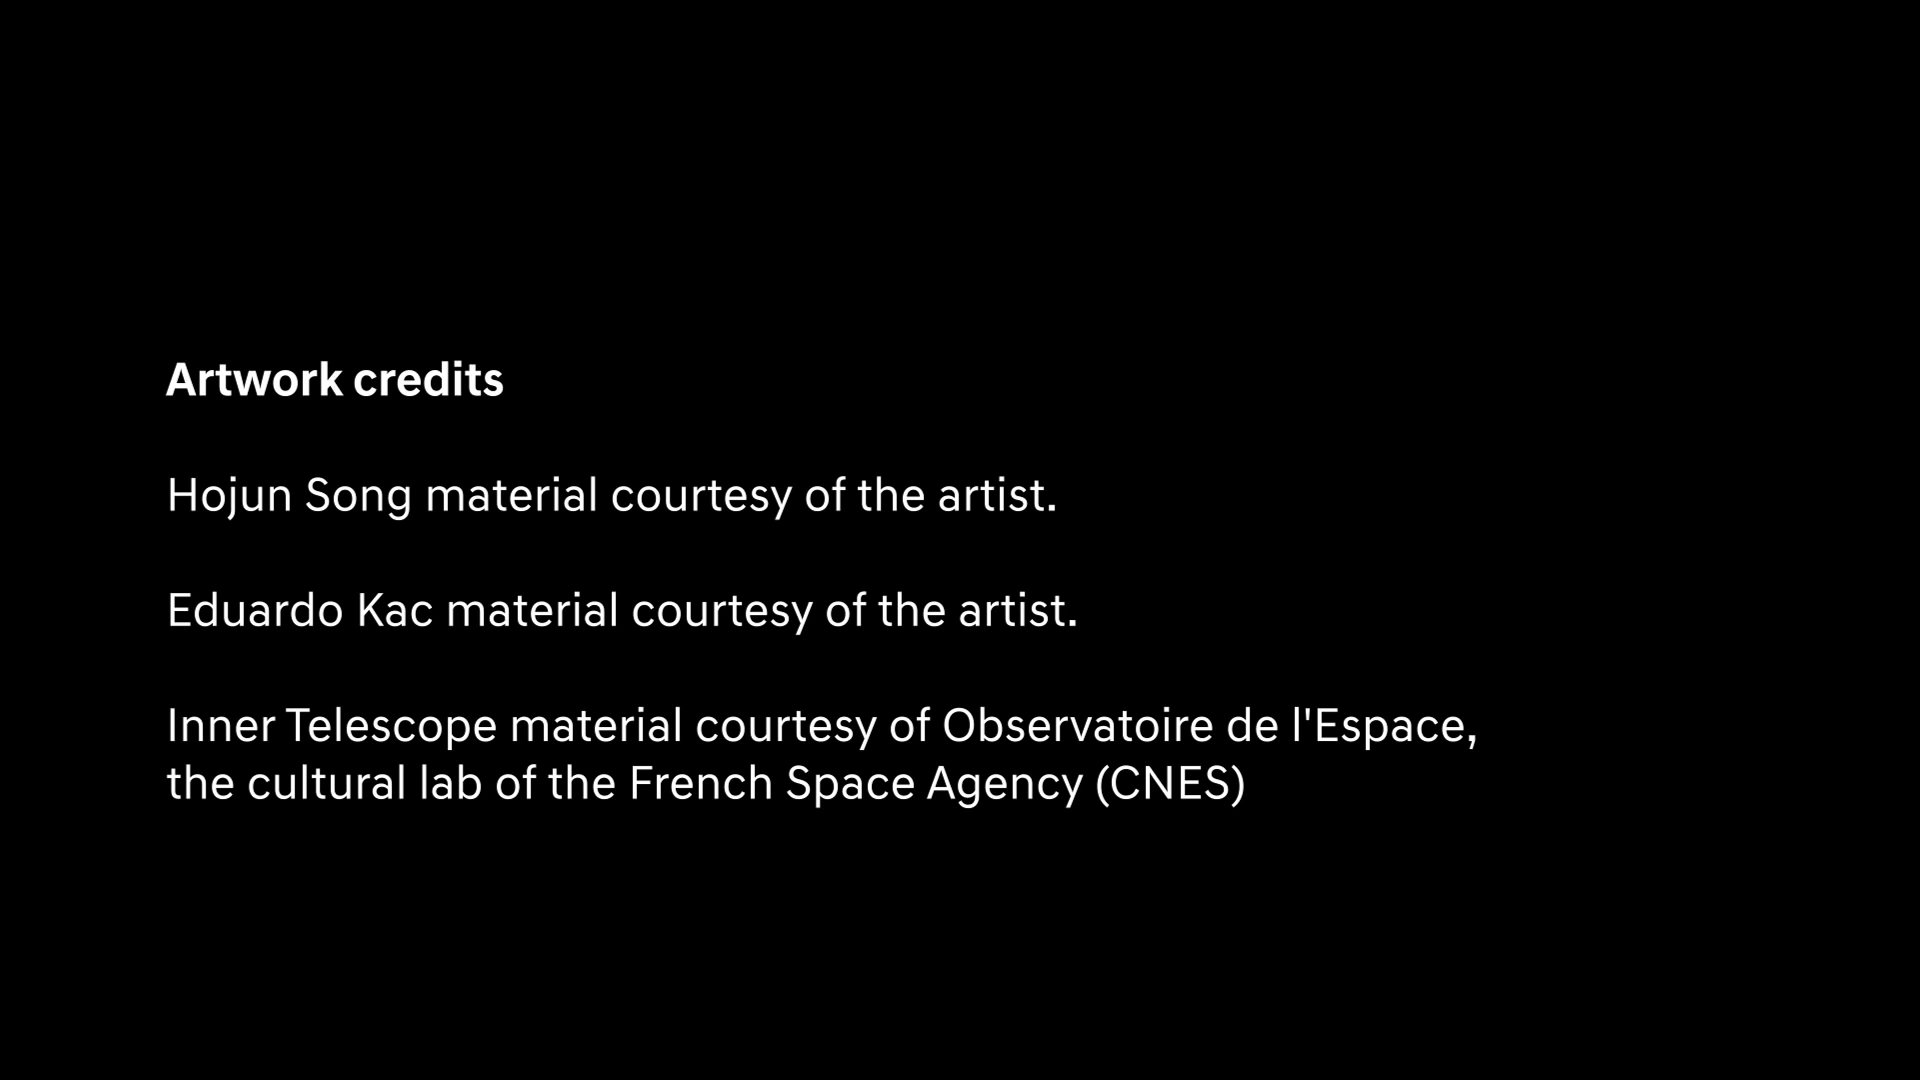 Artwork credits
Hojun Song material courtesy of the artist.
Eduardo Kac material courtesy of the artist.
Inner Telescope material courtesy of Observatoire de l'Espace,
the cultural lab of the French Space Agency (CNES)